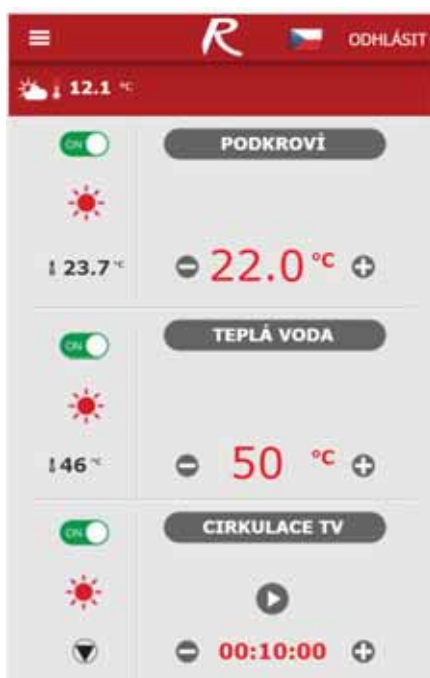 R ODHLÁSIT
12.1 °C
ON PODKROVÍ
23.7 °C 22.0 °C
ON TEPLÁ VODA
46 °C 50 °C
ON CIRKULACE TV
00:10:00